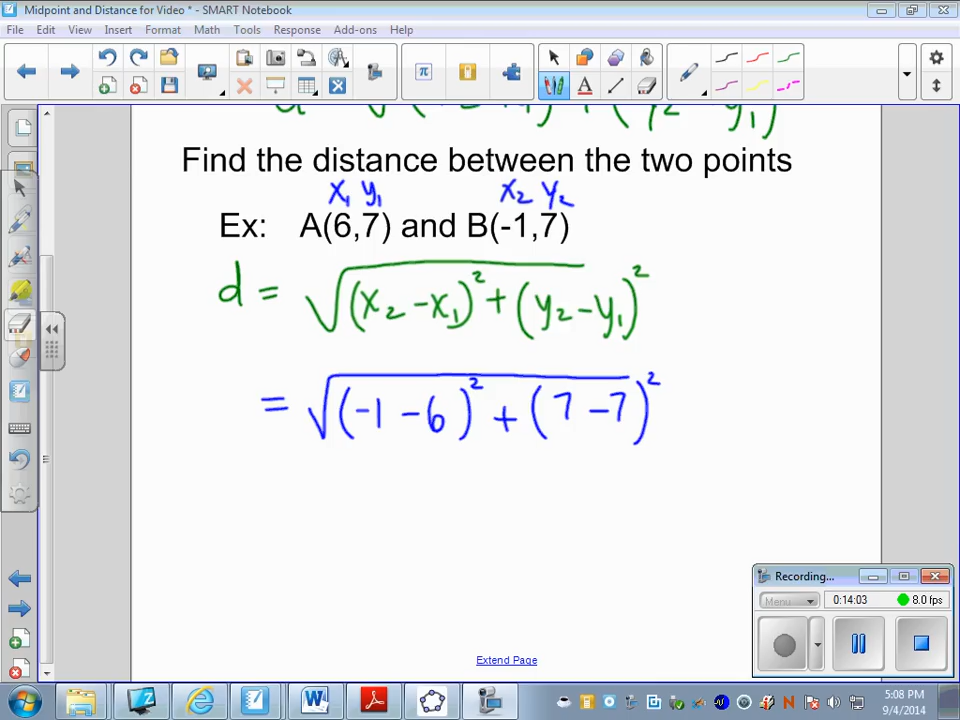 Midpoint and Distance for Video * - SMART Notebook
File Edit View Insert Format Math Tools Response Add-ons Help
Find the distance between the two points
x₁ y₁ x₂ y₂
Ex: A(6,7) and B(-1,7)
d = √(x₂-x₁)²+(y₂-y₁)²
= √(-1-6)²+(7-7)²
Recording...
Menu 0:14:03 8.0 fps
Extend Page
5:08 PM
9/4/2014